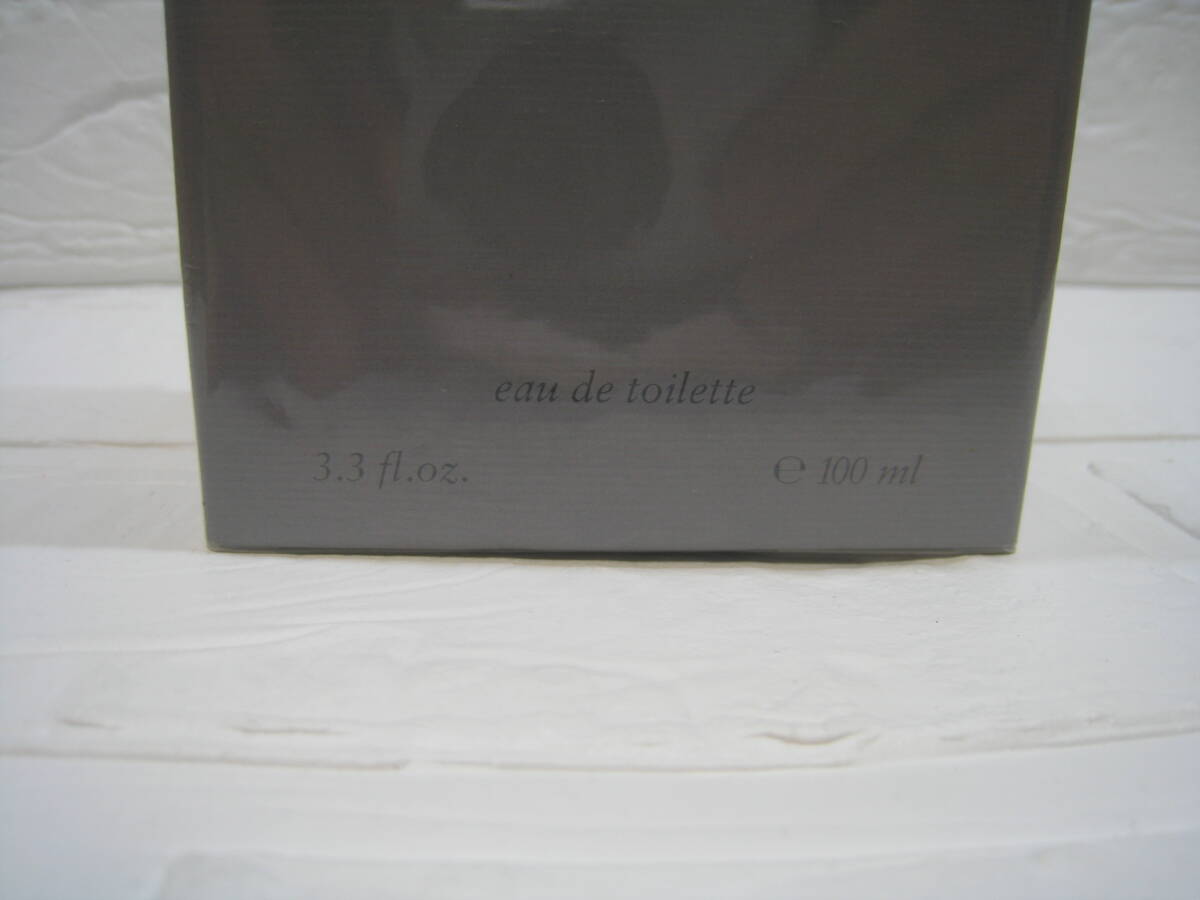 eau de toilette
3.3 fl.oz. ℮ 100 ml